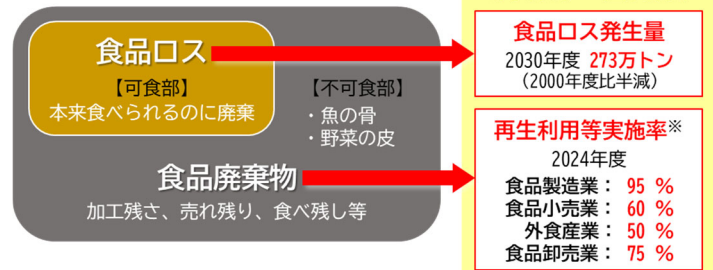 食品ロス
【可食部】
本来食べられるのに廃棄
【不可食部】
・魚の骨
・野菜の皮
食品廃棄物
加工残さ、売れ残り、食べ残し等
食品ロス発生量
2030年度 273万トン
（2000年度比半減）
再生利用等実施率※
2024年度
食品製造業： 95 ％
食品小売業： 60 ％
外食産業： 50 ％
食品卸売業： 75 ％